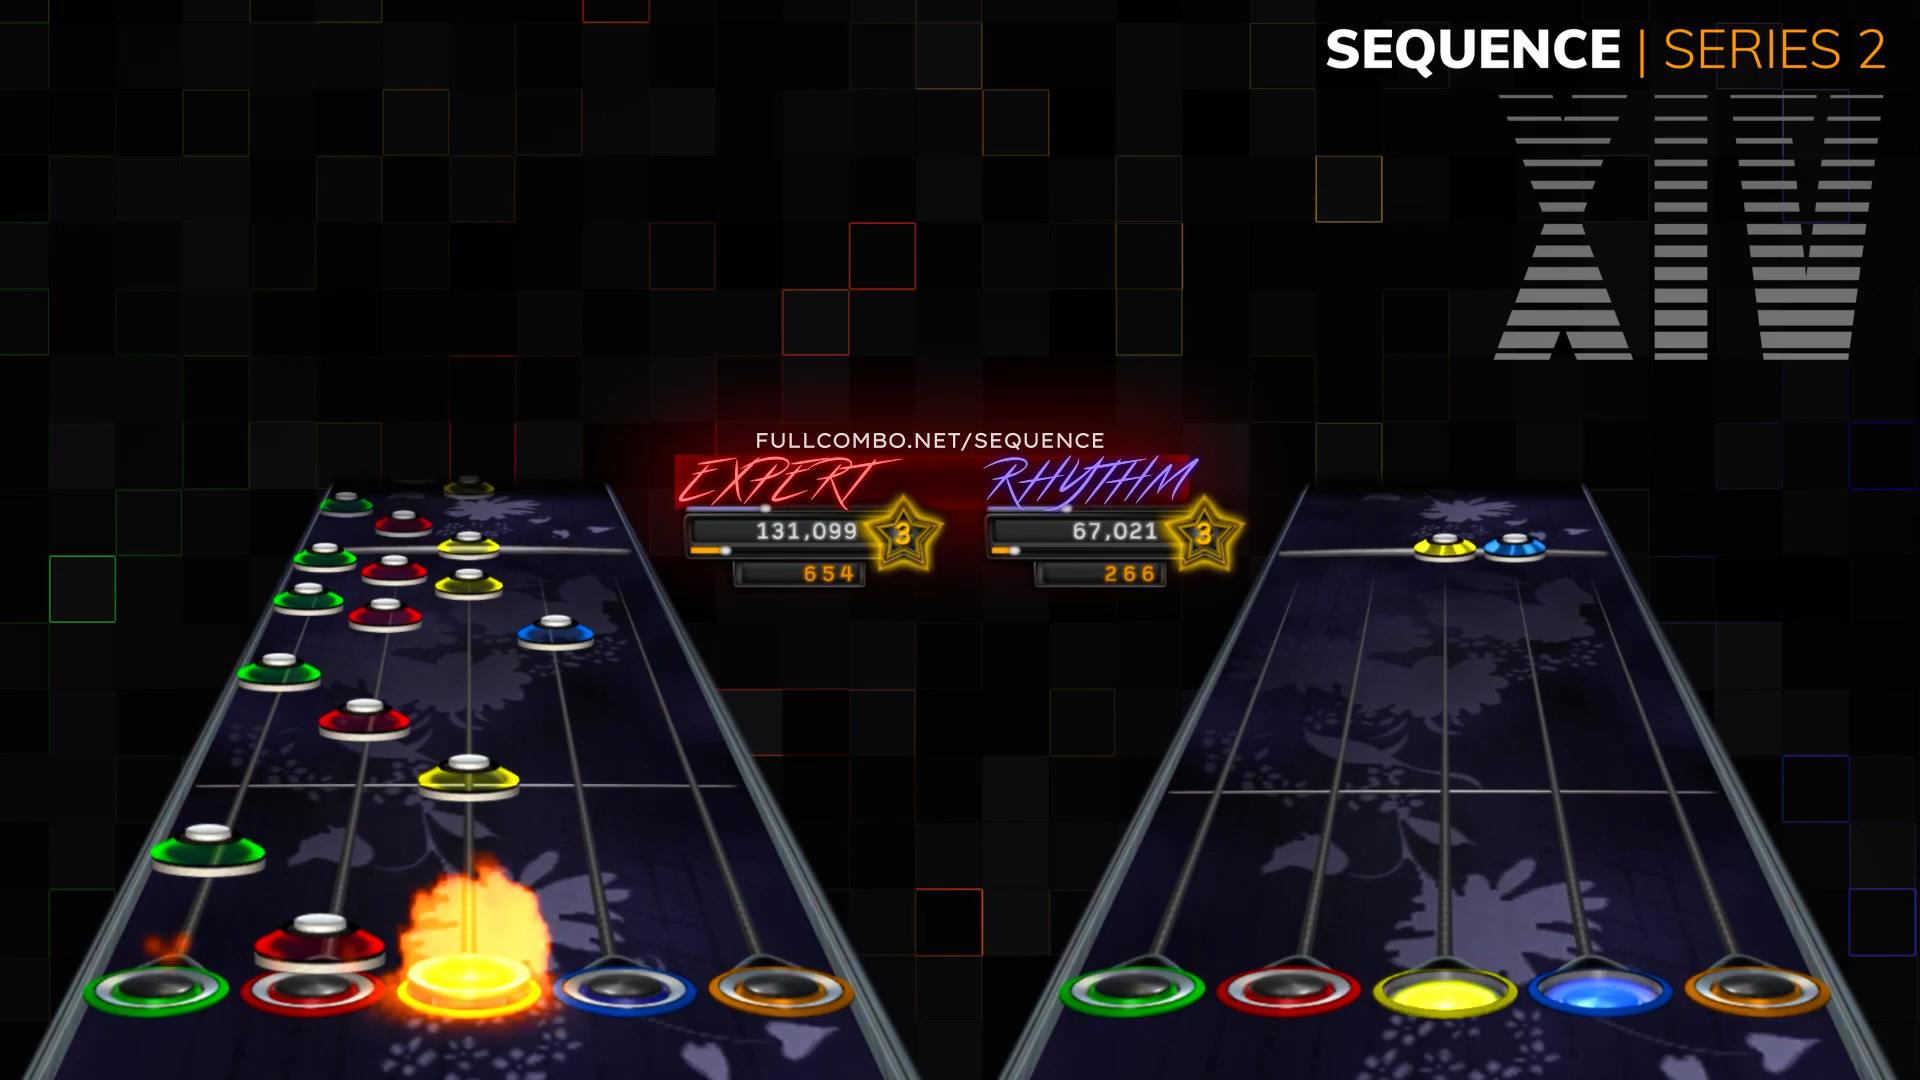 SEQUENCE | SERIES 2
XIV
FULLCOMBO.NET/SEQUENCE
EXPERT RHYTHM
131,099 3 67,021 3
654 266